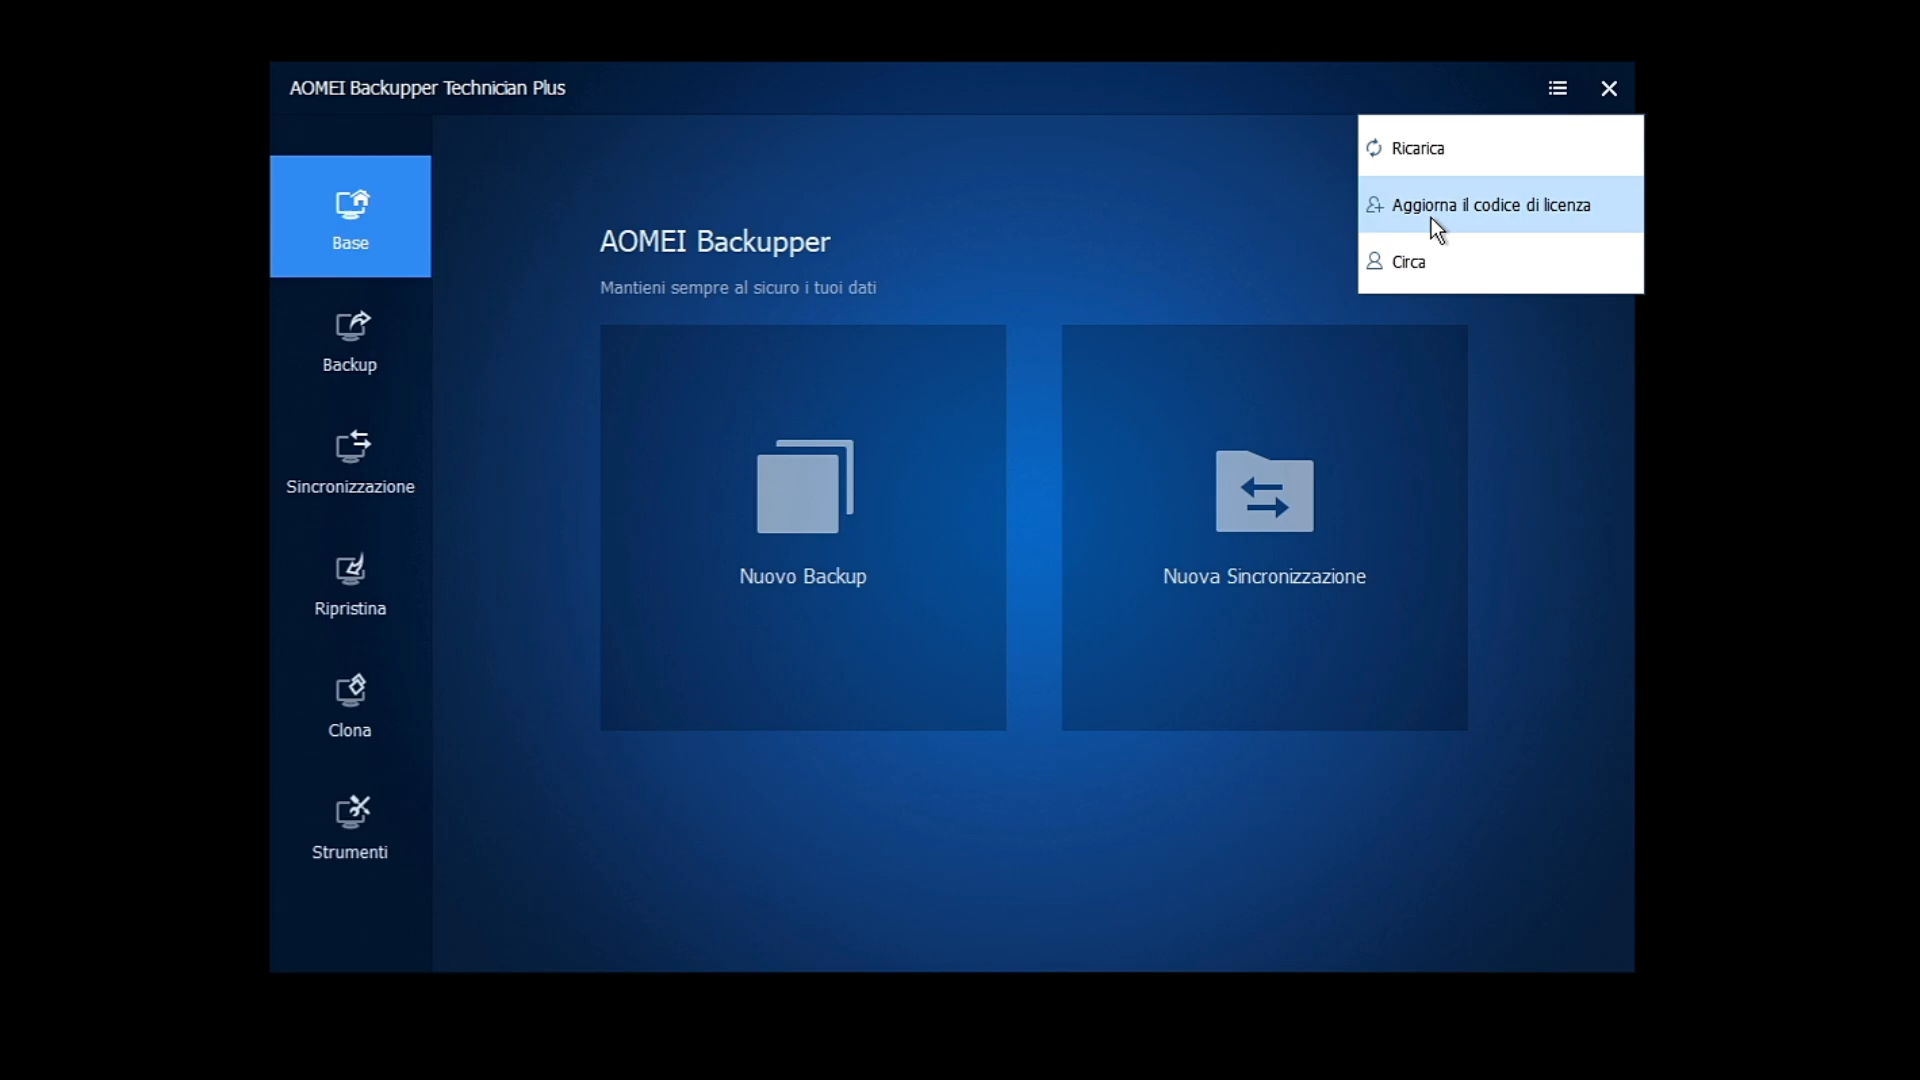 AOMEI Backupper Technician Plus
Ricarica
Aggiorna il codice di licenza
Circa
Base
Backup
Sincronizzazione
Ripristina
Clona
Strumenti
AOMEI Backupper
Mantieni sempre al sicuro i tuoi dati
Nuovo Backup
Nuova Sincronizzazione